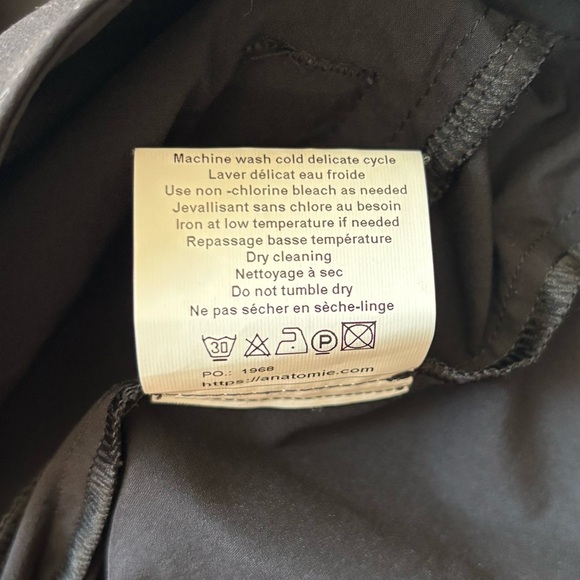 Machine wash cold delicate cycle
Laver délicat eau froide
Use non -chlorine bleach as needed
Jevallisant sans chlore au besoin
Iron at low temperature if needed
Repassage basse température
Dry cleaning
Nettoyage à sec
Do not tumble dry
Ne pas sécher en sèche-linge
30 P
PO.: 1968
https://anatomie.com